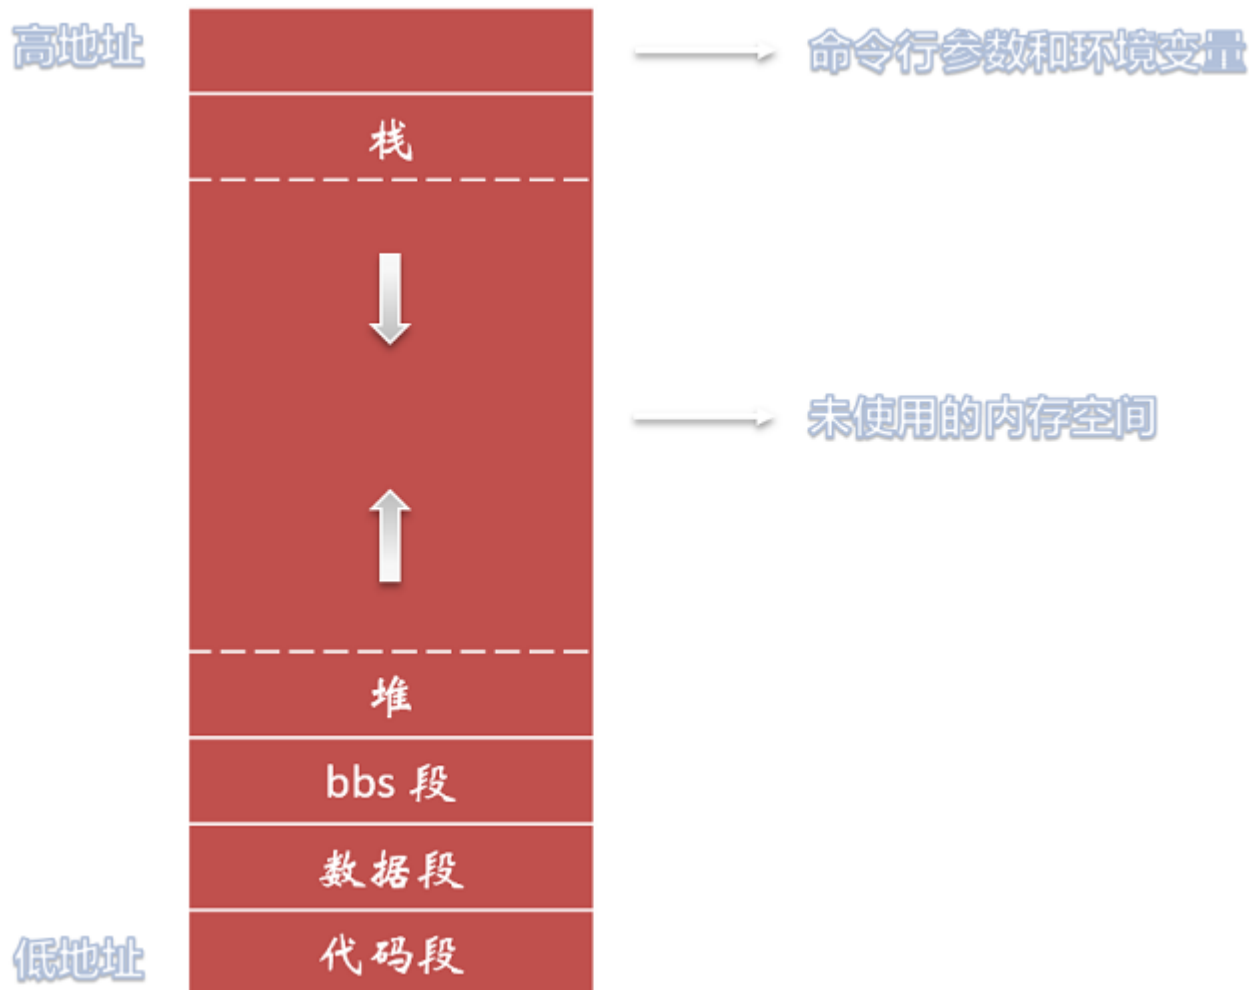 高地址
命令行参数和环境变量
栈
未使用的内存空间
堆
bbs 段
数据段
低地址
代码段